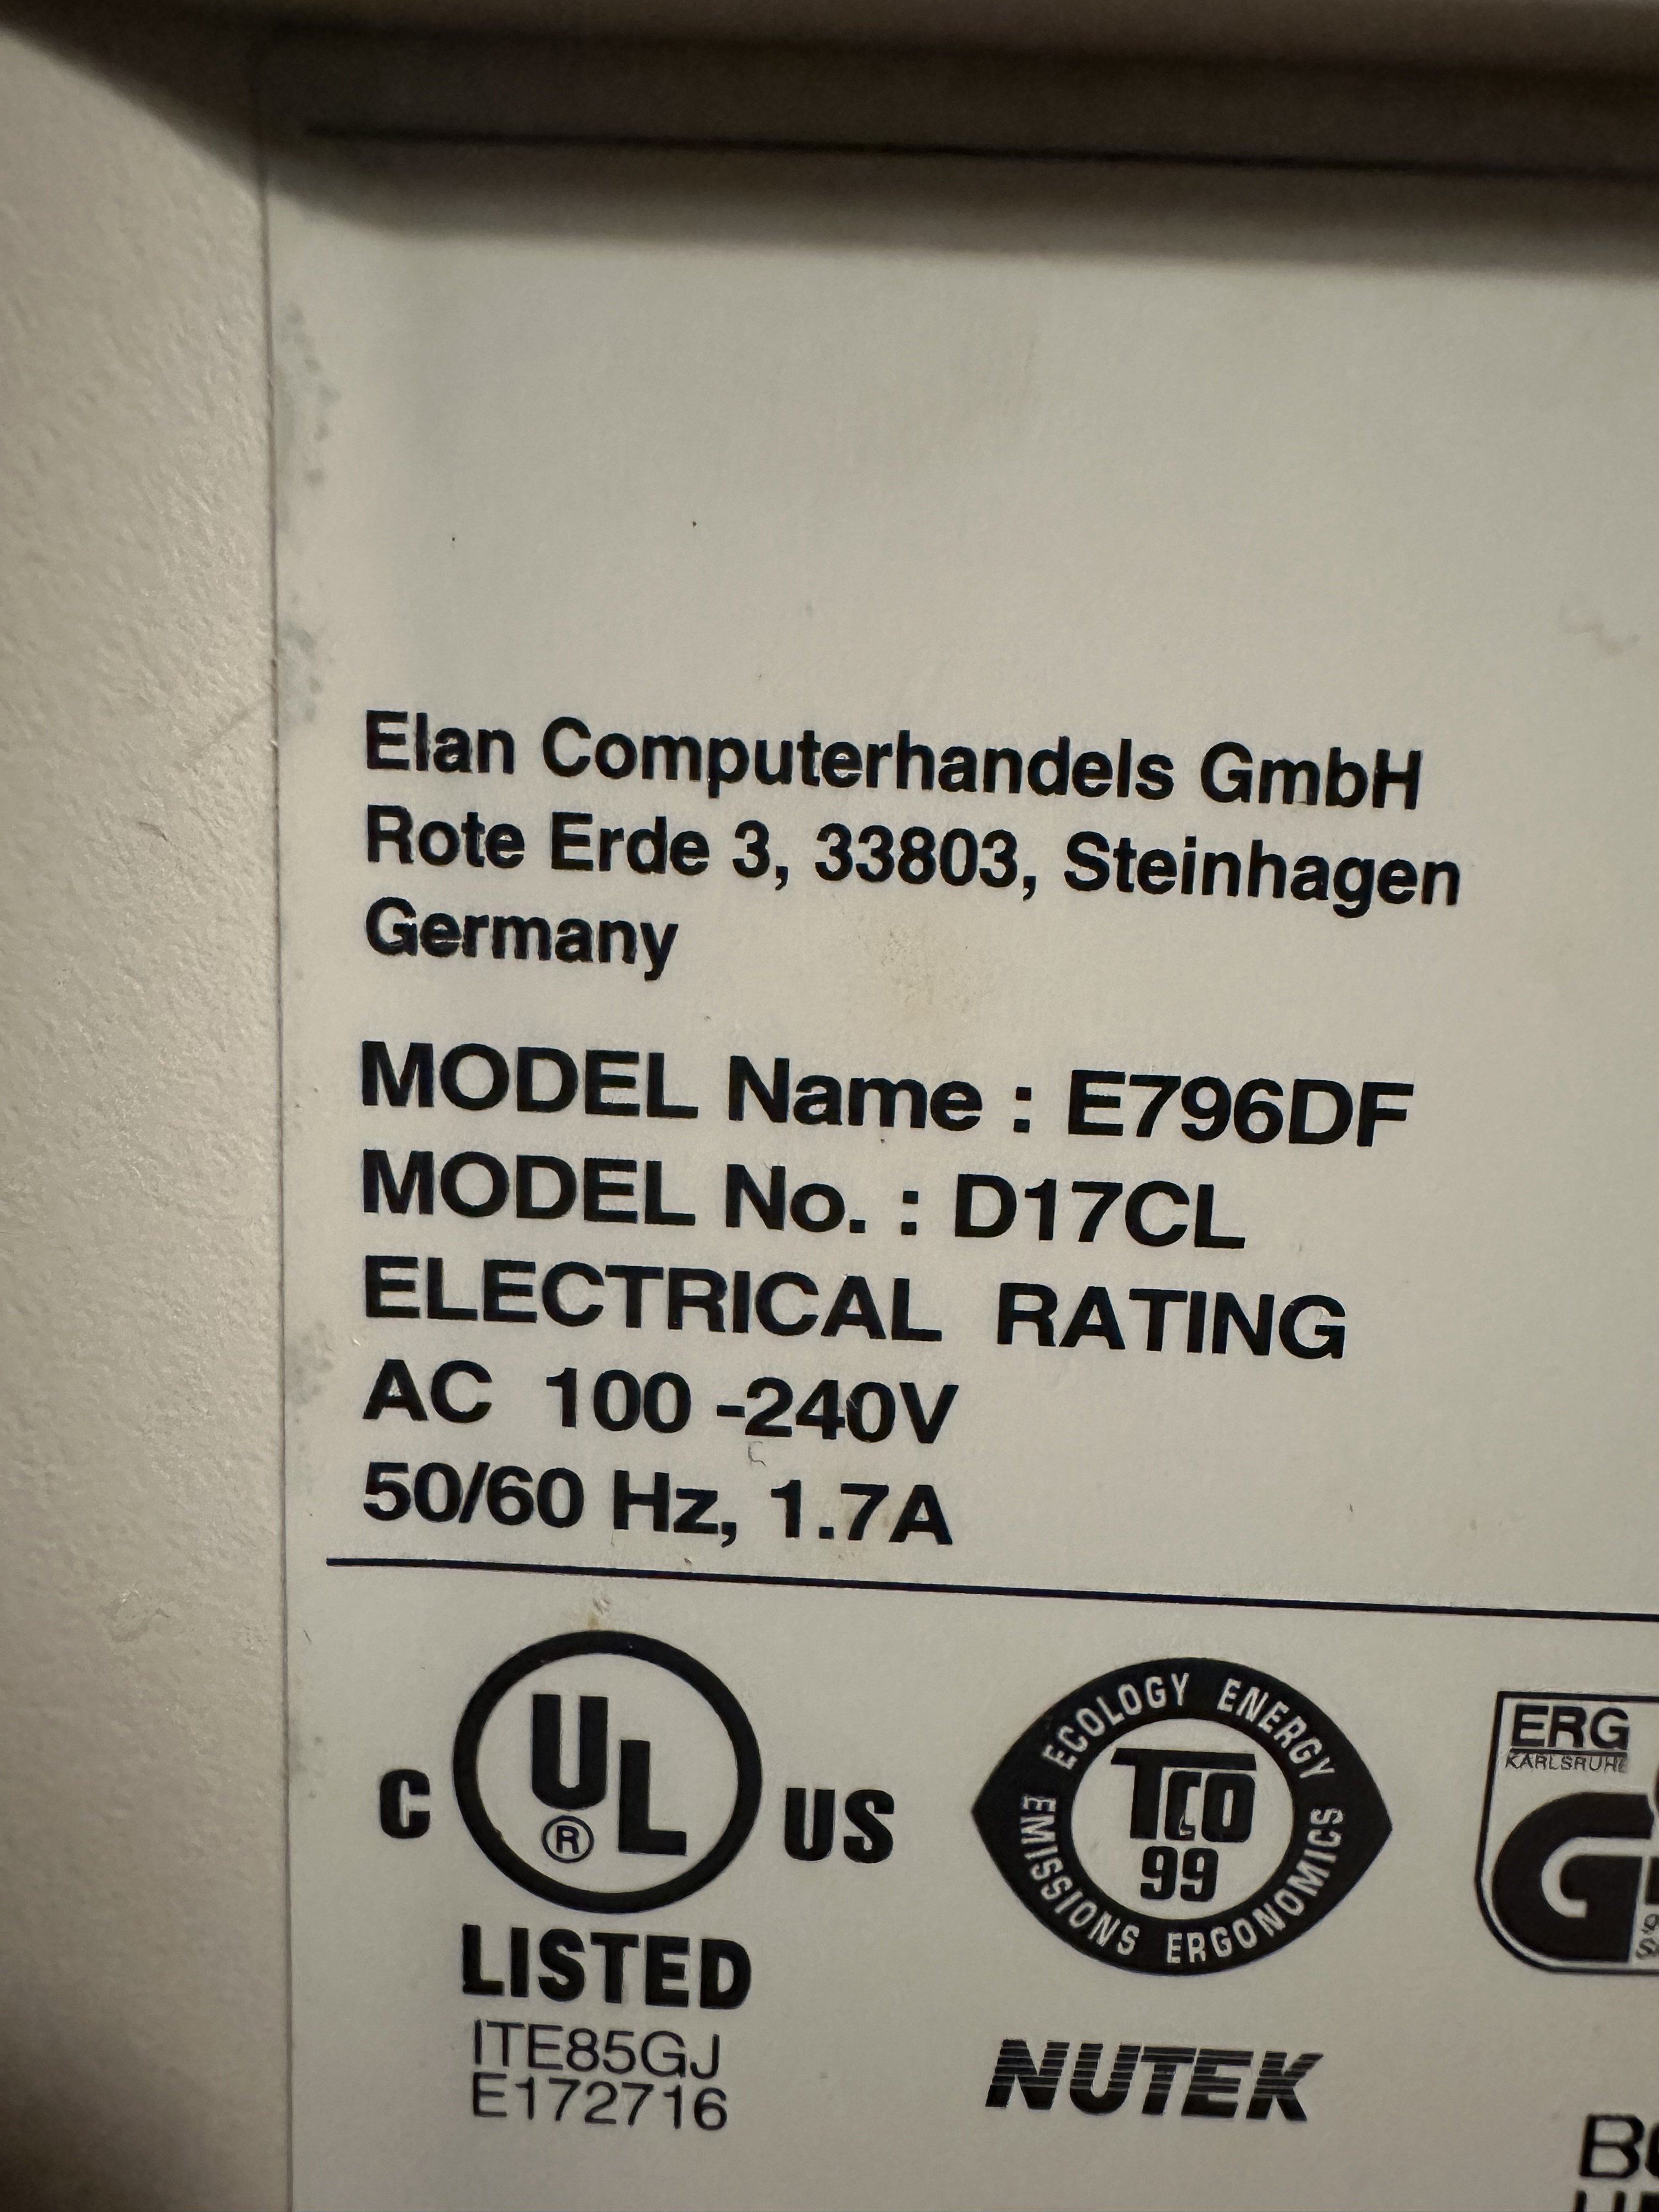 Elan Computerhandels GmbH
Rote Erde 3, 33803, Steinhagen
Germany
MODEL Name : E796DF
MODEL No. : D17CL
ELECTRICAL RATING
AC 100 -240V
50/60 Hz, 1.7A
C UL ® US
LISTED
ITE85GJ
E172716
ECOLOGY ENERGY
TCO
99
EMISSIONS ERGONOMICS
NUTEK
ERG
KARLSRUHE